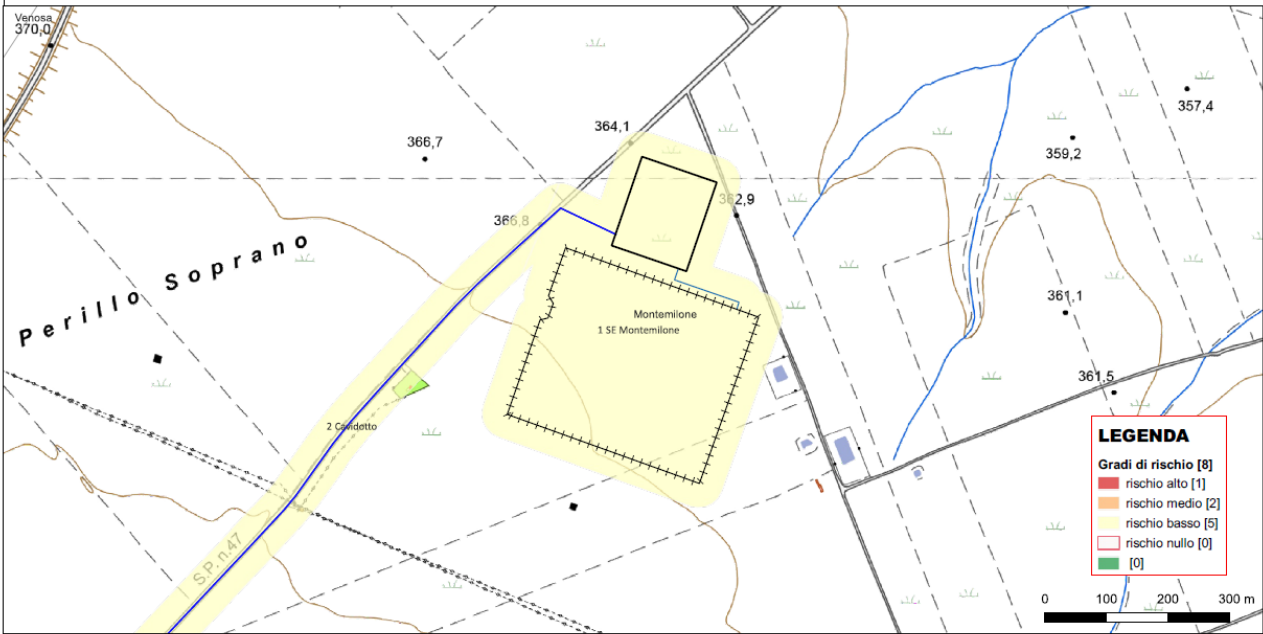 Venosa
370,0
357,4
364,1
359,2
366,7
362,9
366,8
Perillo Soprano
361,1
Montemilone
1 SE Montemilone
361,5
2 Cavidotto
S.P. n.47
LEGENDA
Gradi di rischio [8]
rischio alto [1]
rischio medio [2]
rischio basso [5]
rischio nullo [0]
[0]
0 100 200 300 m